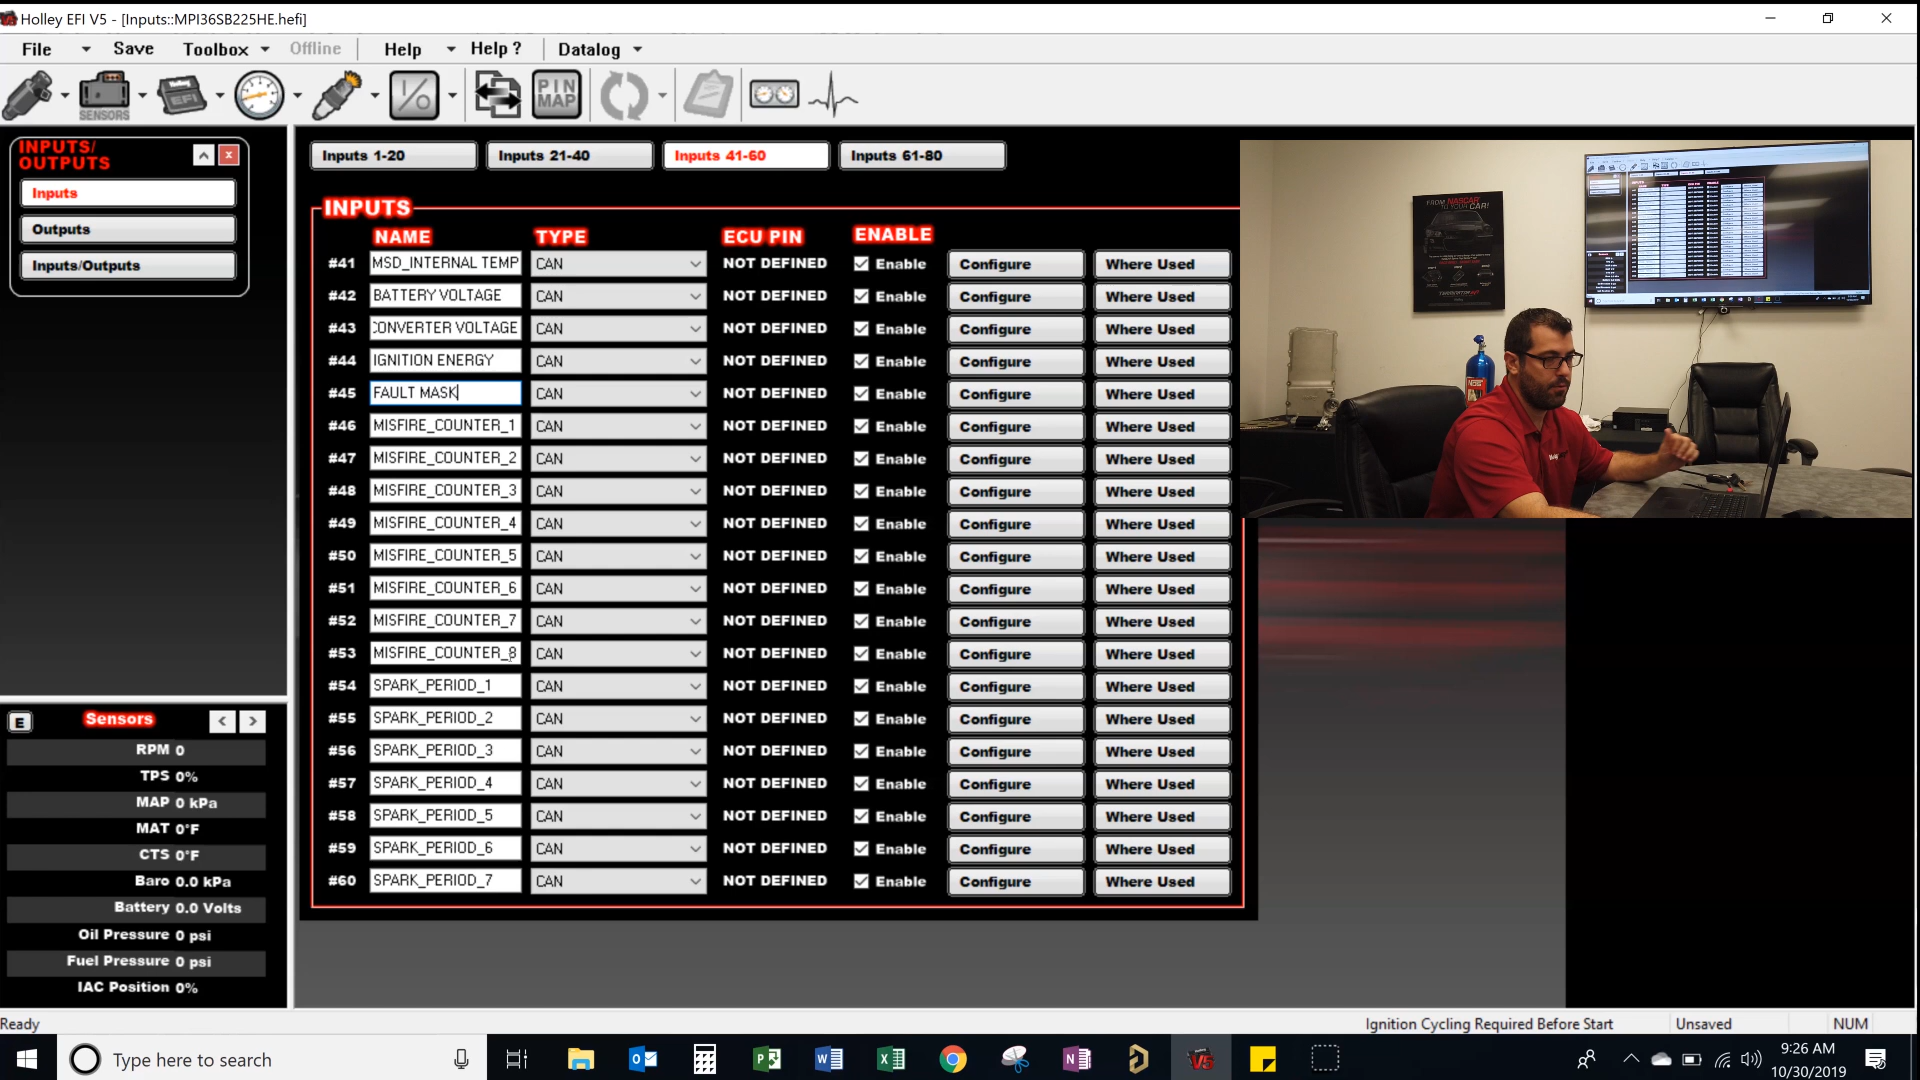 Holley EFI V5 - [Inputs::MPI36SB225HE.hefi]
File Save Toolbox Offline Help Help ? Datalog
SENSORS EFI I/O PIN MAP
INPUTS/
OUTPUTS
Inputs
Outputs
Inputs/Outputs
Inputs 1-20 Inputs 21-40 Inputs 41-60 Inputs 61-80
INPUTS
NAME TYPE ECU PIN ENABLE
#41 MSD_INTERNAL TEMP CAN NOT DEFINED Enable Configure Where Used
#42 BATTERY VOLTAGE CAN NOT DEFINED Enable Configure Where Used
#43 CONVERTER VOLTAGE CAN NOT DEFINED Enable Configure Where Used
#44 IGNITION ENERGY CAN NOT DEFINED Enable Configure Where Used
#45 FAULT MASK CAN NOT DEFINED Enable Configure Where Used
#46 MISFIRE_COUNTER_1 CAN NOT DEFINED Enable Configure Where Used
#47 MISFIRE_COUNTER_2 CAN NOT DEFINED Enable Configure Where Used
#48 MISFIRE_COUNTER_3 CAN NOT DEFINED Enable Configure Where Used
#49 MISFIRE_COUNTER_4 CAN NOT DEFINED Enable Configure Where Used
#50 MISFIRE_COUNTER_5 CAN NOT DEFINED Enable Configure Where Used
#51 MISFIRE_COUNTER_6 CAN NOT DEFINED Enable Configure Where Used
#52 MISFIRE_COUNTER_7 CAN NOT DEFINED Enable Configure Where Used
#53 MISFIRE_COUNTER_8 CAN NOT DEFINED Enable Configure Where Used
#54 SPARK_PERIOD_1 CAN NOT DEFINED Enable Configure Where Used
#55 SPARK_PERIOD_2 CAN NOT DEFINED Enable Configure Where Used
#56 SPARK_PERIOD_3 CAN NOT DEFINED Enable Configure Where Used
#57 SPARK_PERIOD_4 CAN NOT DEFINED Enable Configure Where Used
#58 SPARK_PERIOD_5 CAN NOT DEFINED Enable Configure Where Used
#59 SPARK_PERIOD_6 CAN NOT DEFINED Enable Configure Where Used
#60 SPARK_PERIOD_7 CAN NOT DEFINED Enable Configure Where Used
FROM NASCAR
TO YOUR CAR!
E Sensors
RPM 0
TPS 0%
MAP 0 kPa
MAT 0°F
CTS 0°F
Baro 0.0 kPa
Battery 0.0 Volts
Oil Pressure 0 psi
Fuel Pressure 0 psi
IAC Position 0%
Ready Ignition Cycling Required Before Start Unsaved NUM
Type here to search
9:26 AM
10/30/2019